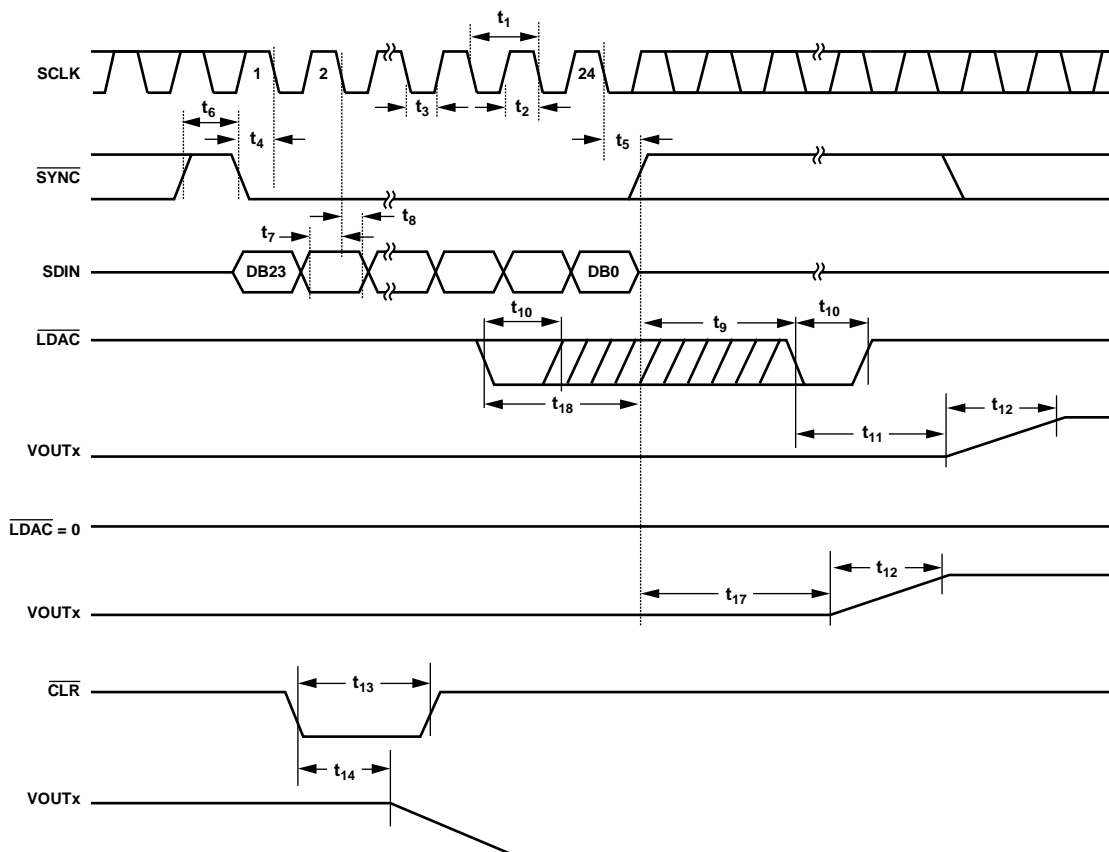 t1
SCLK
1
2
24
t3
t2
t6
t4
t5
SYNC
t8
t7
SDIN
DB23
DB0
t10
t9
t10
LDAC
t18
t12
t11
VOUTx
LDAC = 0
t12
t17
VOUTx
t13
CLR
t14
VOUTx